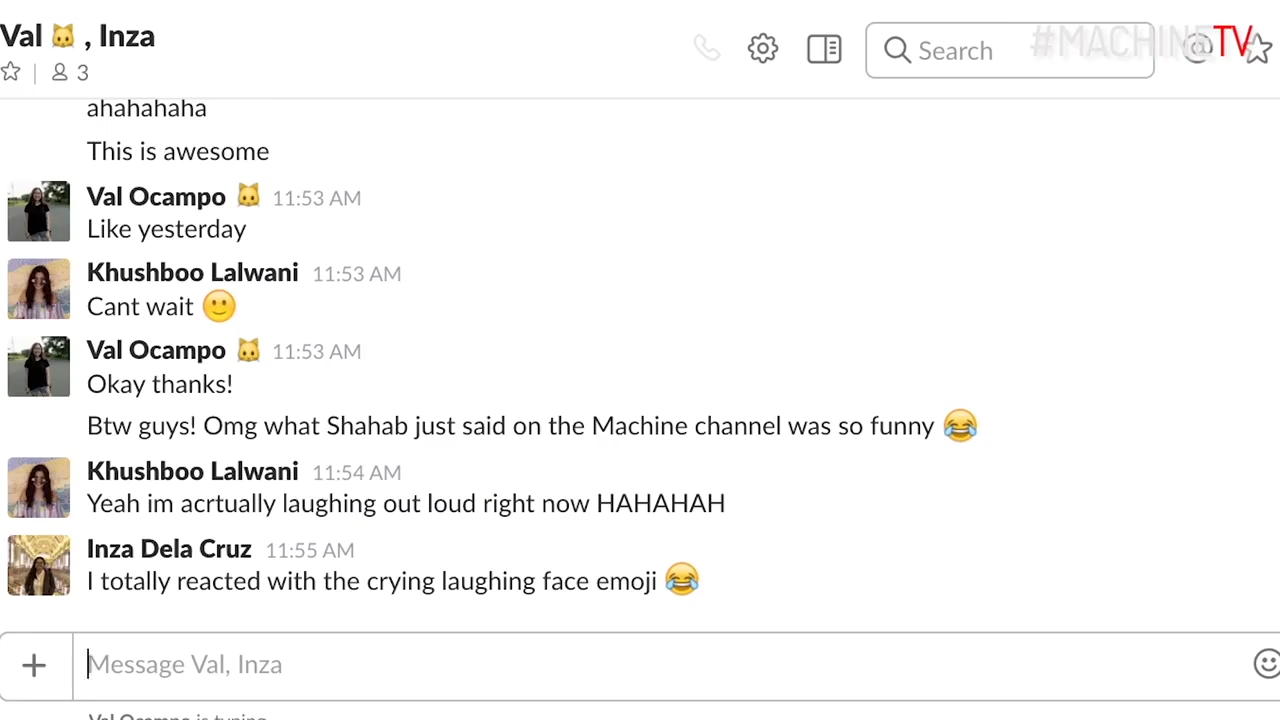 Val 🐱 , Inza
3
Search
#MACHINETV
ahahahaha
This is awesome
Val Ocampo 🐱 11:53 AM
Like yesterday
Khushboo Lalwani 11:53 AM
Cant wait 🙂
Val Ocampo 🐱 11:53 AM
Okay thanks!
Btw guys! Omg what Shahab just said on the Machine channel was so funny 😂
Khushboo Lalwani 11:54 AM
Yeah im acrtually laughing out loud right now HAHAHAH
Inza Dela Cruz 11:55 AM
I totally reacted with the crying laughing face emoji 😂
Message Val, Inza
Val Ocampo is typing